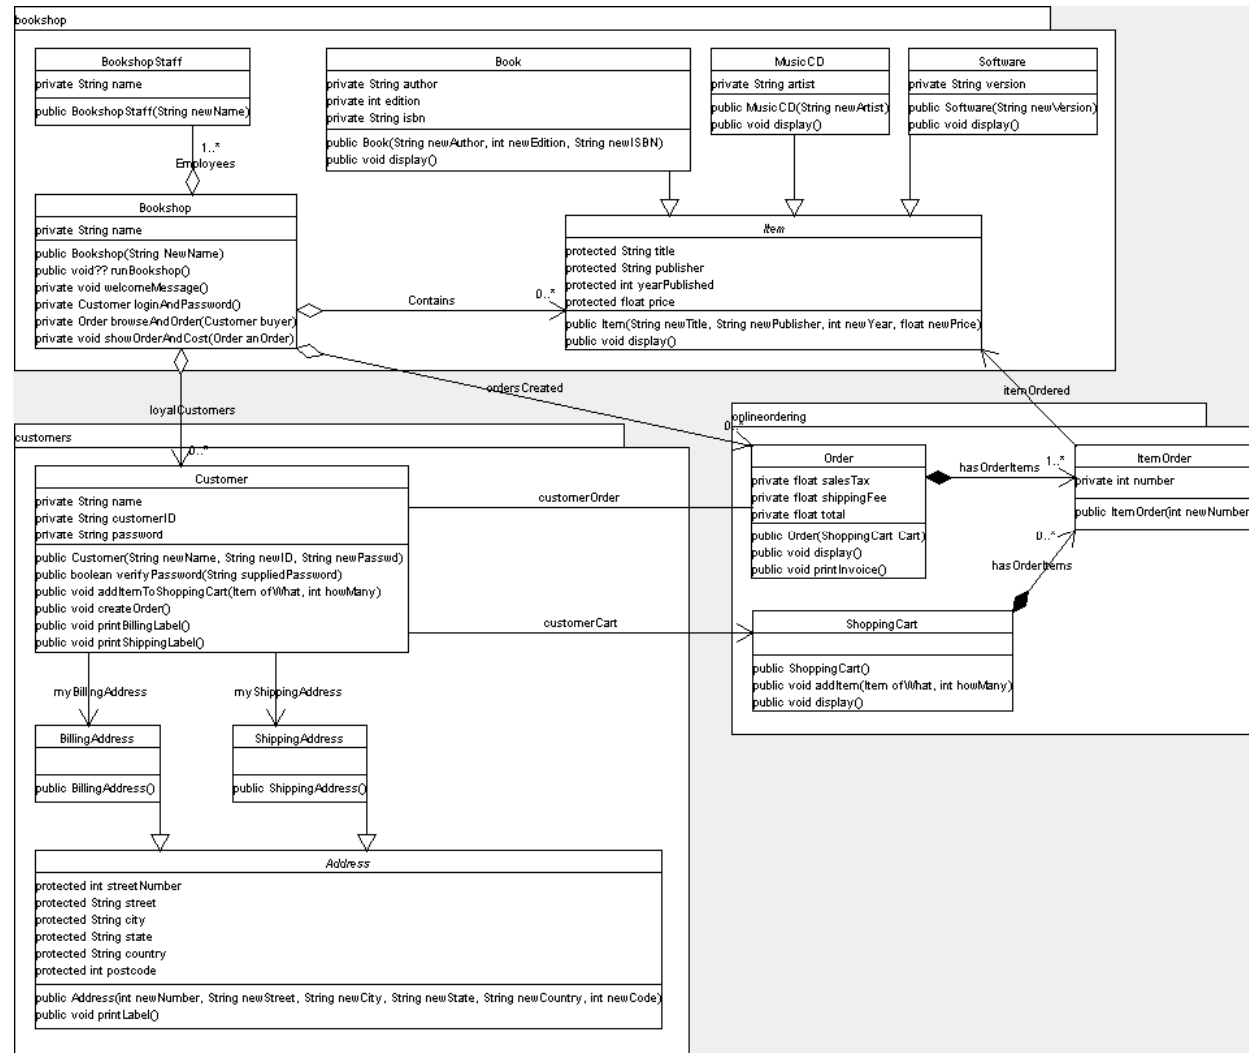 bookshop
BookshopStaff
private String name
public BookshopStaff(String newName)
Book
private String author
private int edition
private String isbn
public Book(String newAuthor, int newEdition, String newISBN)
public void display()
MusicCD
private String artist
public MusicCD(String newArtist)
public void display()
Software
private String version
public Software(String newVersion)
public void display()
1..*
Employees
Bookshop
private String name
public Bookshop(String NewName)
public void?? runBookshop()
private void welcomeMessage()
private Customer loginAndPassword()
private Order browseAndOrder(Customer buyer)
private void showOrderAndCost(Order anOrder)
Contains
0..*
Item
protected String title
protected String publisher
protected int yearPublished
protected float price
public Item(String newTitle, String newPublisher, int newYear, float newPrice)
public void display()
ordersCreated
0..*
itemOrdered
loyalCustomers
0..*
customers
Customer
private String name
private String customerID
private String password
public Customer(String newName, String newID, String newPasswd)
public boolean verifyPassword(String suppliedPassword)
public void addItemToShoppingCart(Item ofWhat, int howMany)
public void createOrder()
public void printBillingLabel()
public void printShippingLabel()
customerOrder
customerCart
onlineordering
Order
private float salesTax
private float shippingFee
private float total
public Order(ShoppingCart Cart)
public void display()
public void printInvoice()
hasOrderItems
1..*
ItemOrder
private int number
public ItemOrder(int newNumber
0..*
hasOrderItems
ShoppingCart
public ShoppingCart()
public void addItem(Item ofWhat, int howMany)
public void display()
myBillingAddress
myShippingAddress
BillingAddress
public BillingAddress()
ShippingAddress
public ShippingAddress()
Address
protected int streetNumber
protected String street
protected String city
protected String state
protected String country
protected int postcode
public Address(int newNumber, String newStreet, String newCity, String newState, String newCountry, int newCode)
public void printLabel()